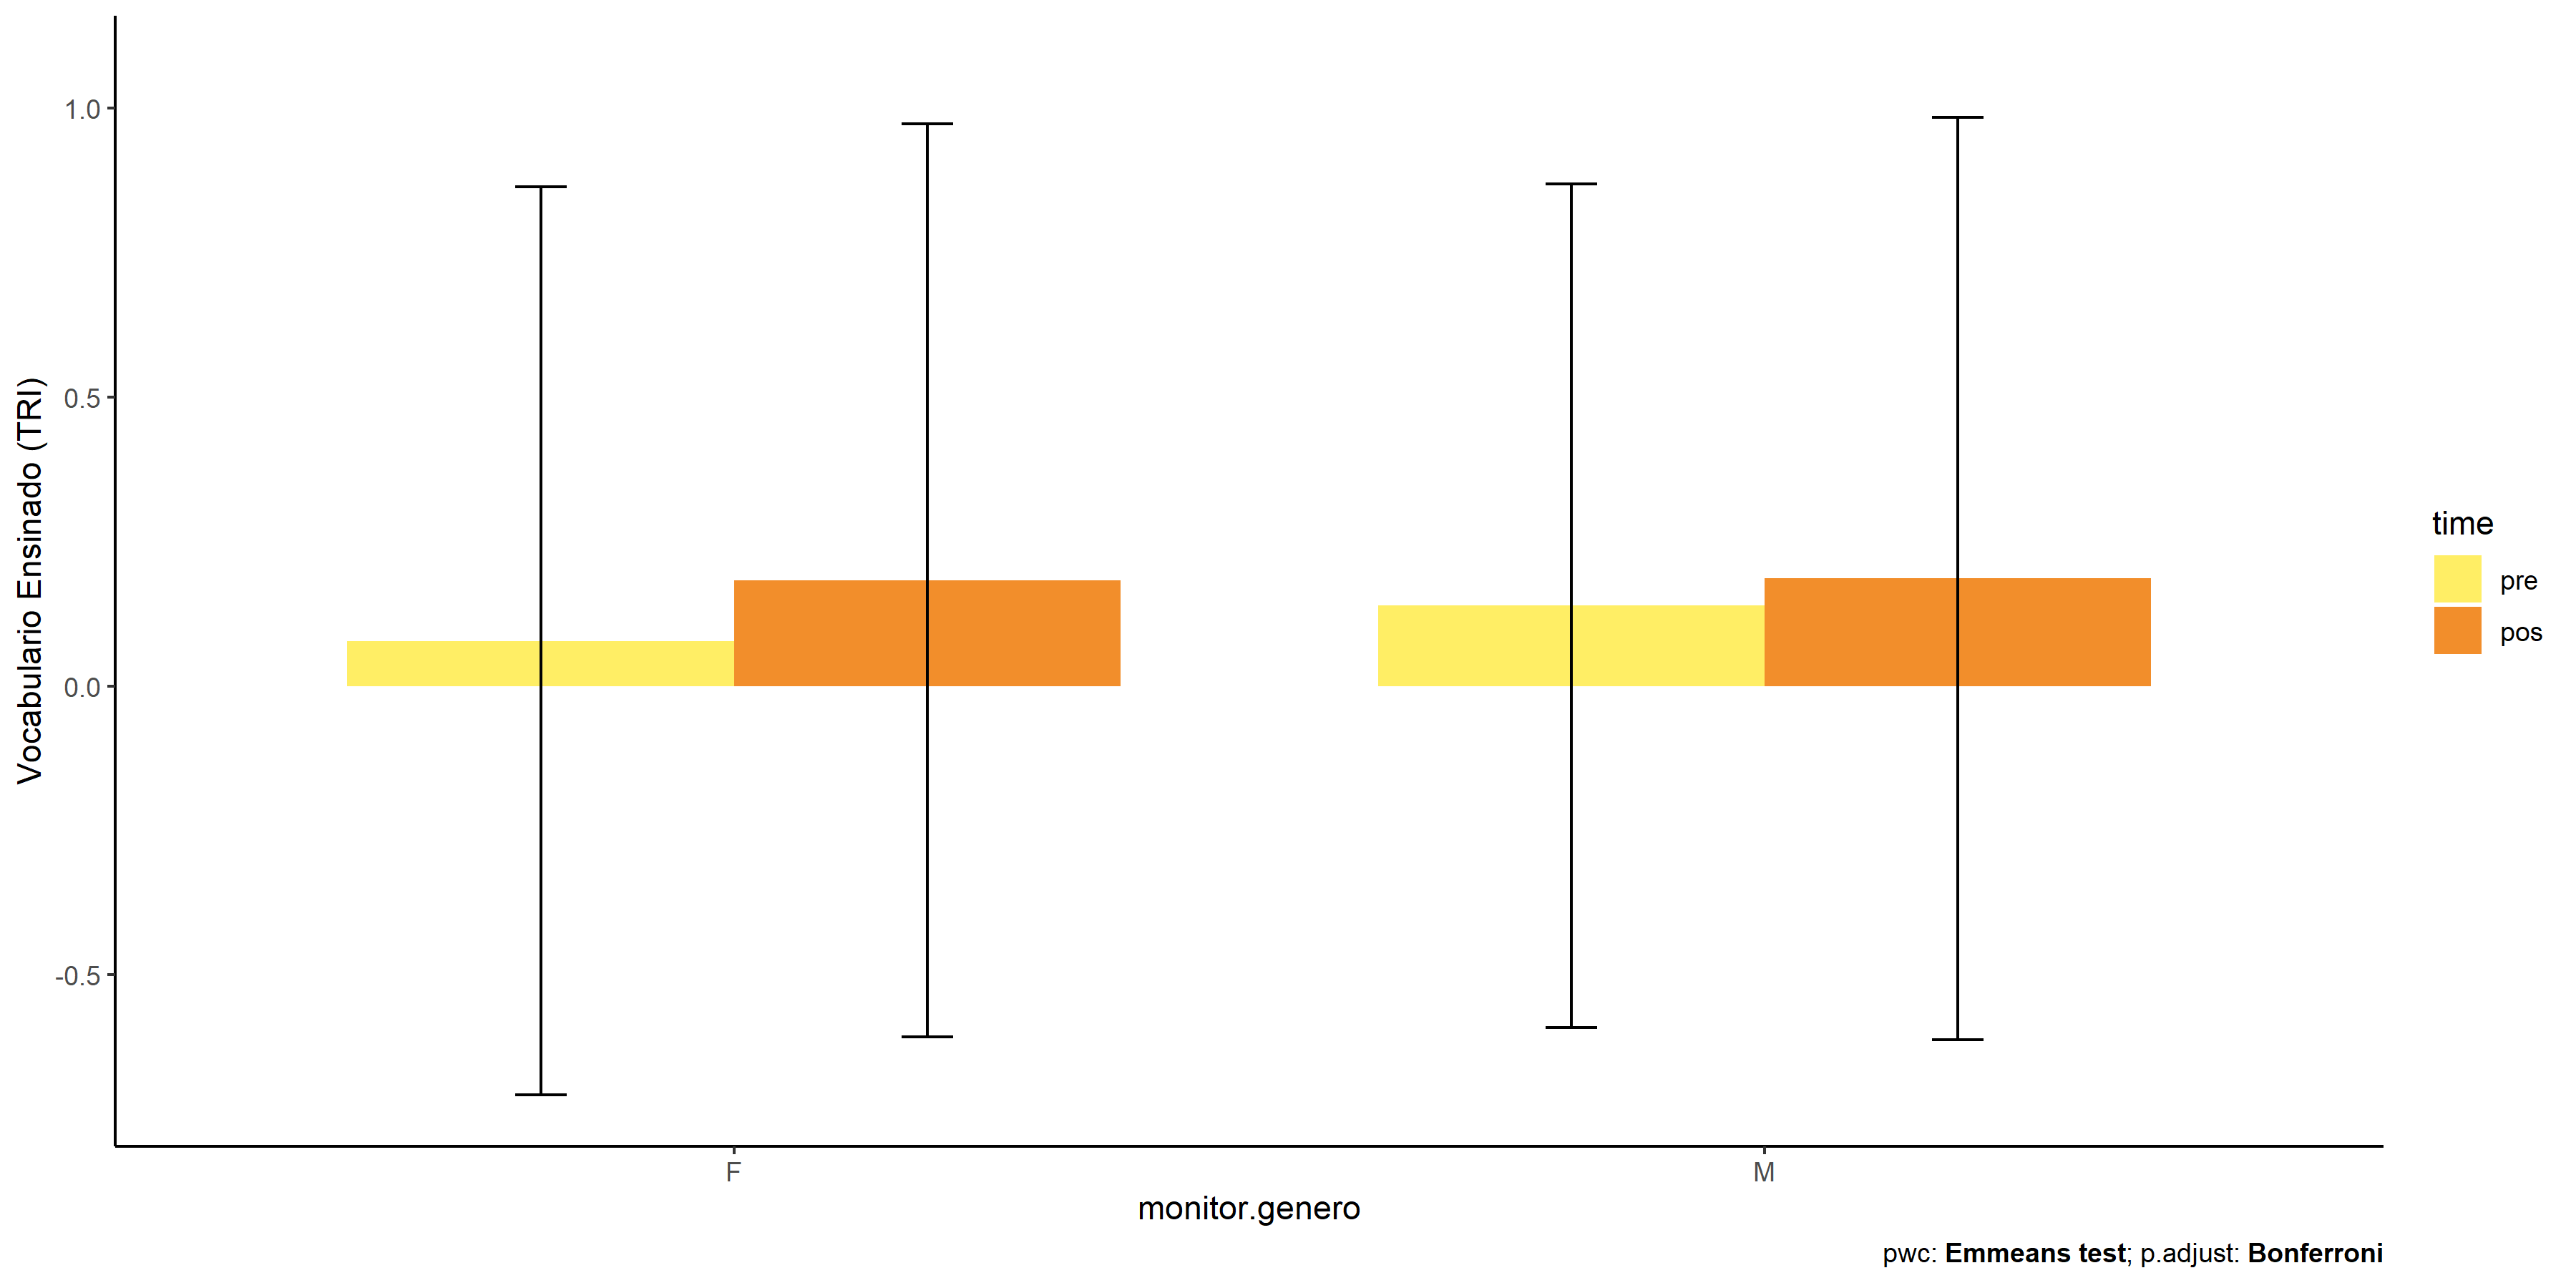 1.0
0.5
0.0
-0.5
Vocabulario Ensinado (TRI)
F
M
monitor.genero
time
pre
pos
pwc: Emmeans test; p.adjust: Bonferroni